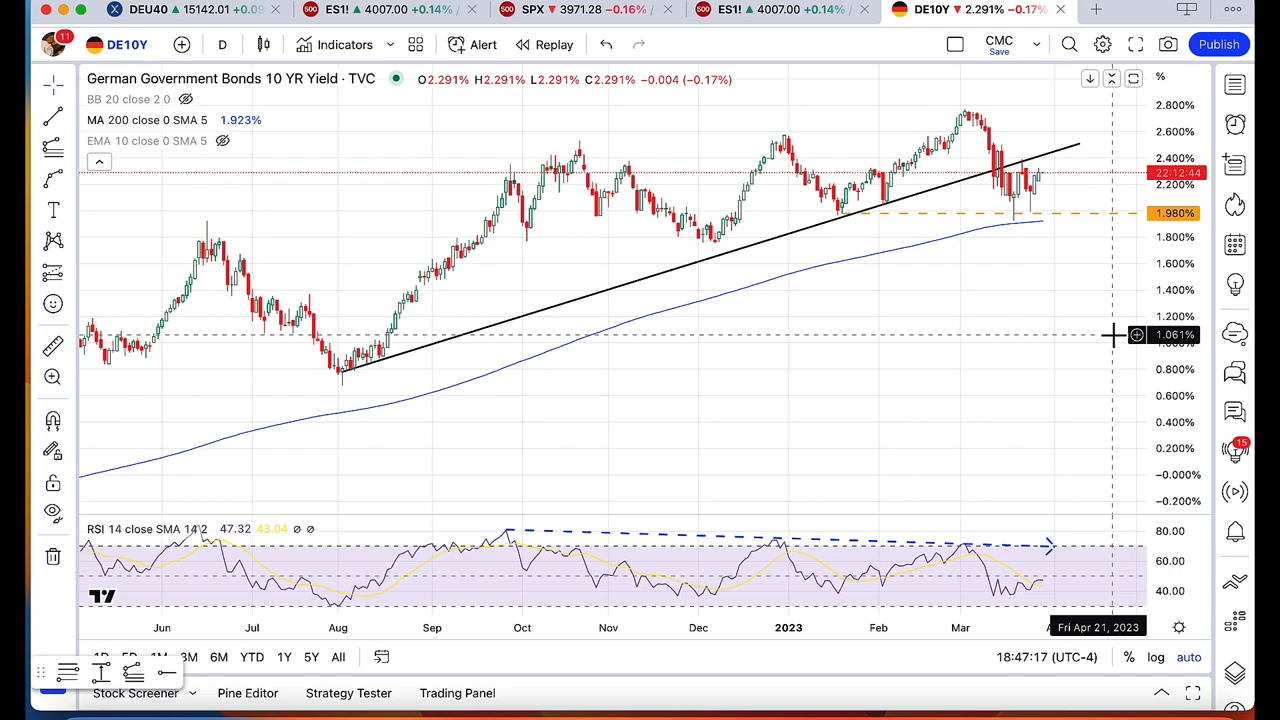 DEU40 ▲ 15142.01 +0.09
ES1! ▲ 4007.00 +0.14% /
SPX ▼ 3971.28 −0.16% /
ES1! ▲ 4007.00 +0.14% /
DE10Y ▼ 2.291% −0.17%
11
DE10Y
D
Indicators
Alert
Replay
CMC
Save
Publish
German Government Bonds 10 YR Yield · TVC
O2.291% H2.291% L2.291% C2.291% −0.004 (−0.17%)
BB 20 close 2 0
MA 200 close 0 SMA 5 1.923%
EMA 10 close 0 SMA 5
%
2.800%
2.600%
2.400%
22:12:44
2.200%
1.980%
1.800%
1.600%
1.400%
1.200%
1.061%
0.800%
0.600%
0.400%
0.200%
−0.000%
−0.200%
15
RSI 14 close SMA 14 2 47.32 43.04 ∅ ∅
80.00
60.00
40.00
Jun Jul Aug Sep Oct Nov Dec 2023 Feb Mar Fri Apr 21, 2023
1D 5D 1M 3M 6M YTD 1Y 5Y All
18:47:17 (UTC-4) % log auto
Stock Screener Pine Editor Strategy Tester Trading Panel